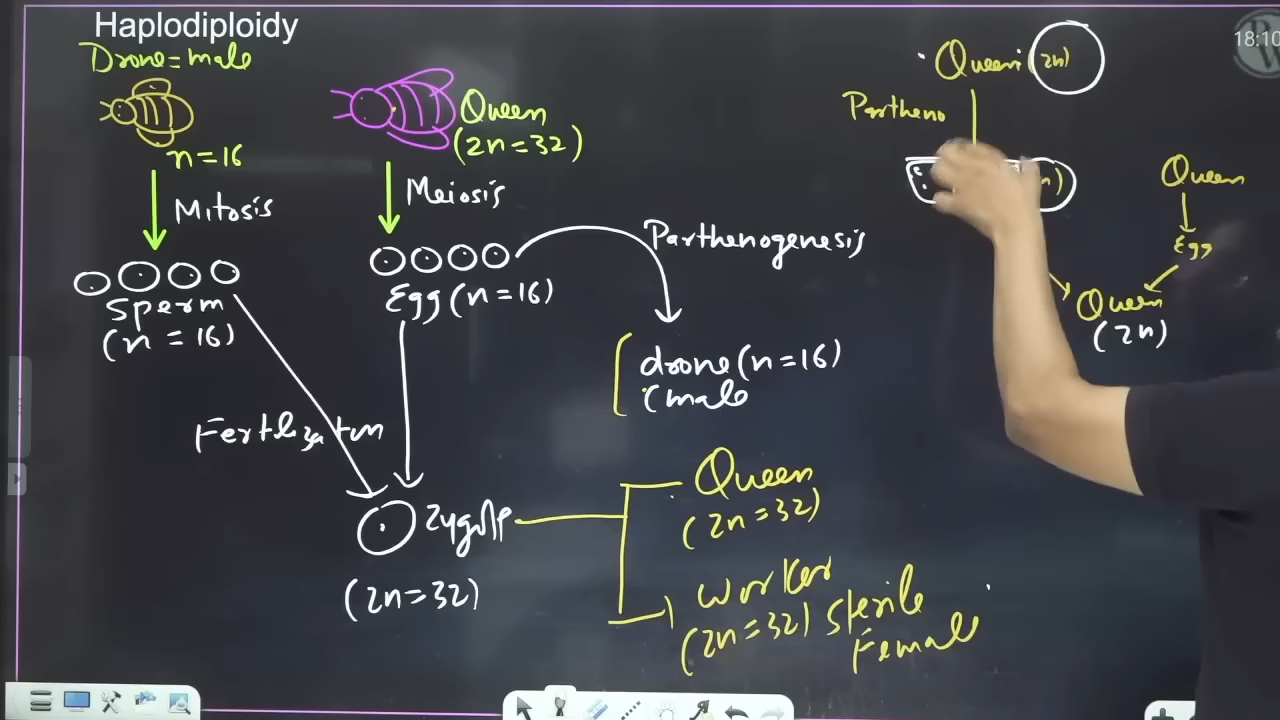 Haplodiploidy
Drone = male
n=16
Mitosis
Sperm
(n = 16)
Queen
(2n=32)
Meiosis
Egg (n=16)
Parthenogenesis
drone (n=16)
(male
Fertlization
Zygote
(2n=32)
Queen
(2n=32)
Worker
(2n=32) Sterile
Female
Queen (2n)
Partheno
n)
Queen
Egg
Queen
(2n)
18:10